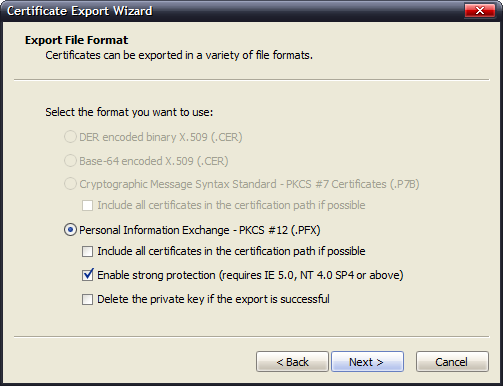 Certificate Export Wizard
Export File Format
Certificates can be exported in a variety of file formats.
Select the format you want to use:
DER encoded binary X.509 (.CER)
Base-64 encoded X.509 (.CER)
Cryptographic Message Syntax Standard - PKCS #7 Certificates (.P7B)
Include all certificates in the certification path if possible
Personal Information Exchange - PKCS #12 (.PFX)
Include all certificates in the certification path if possible
Enable strong protection (requires IE 5.0, NT 4.0 SP4 or above)
Delete the private key if the export is successful
< Back Next > Cancel